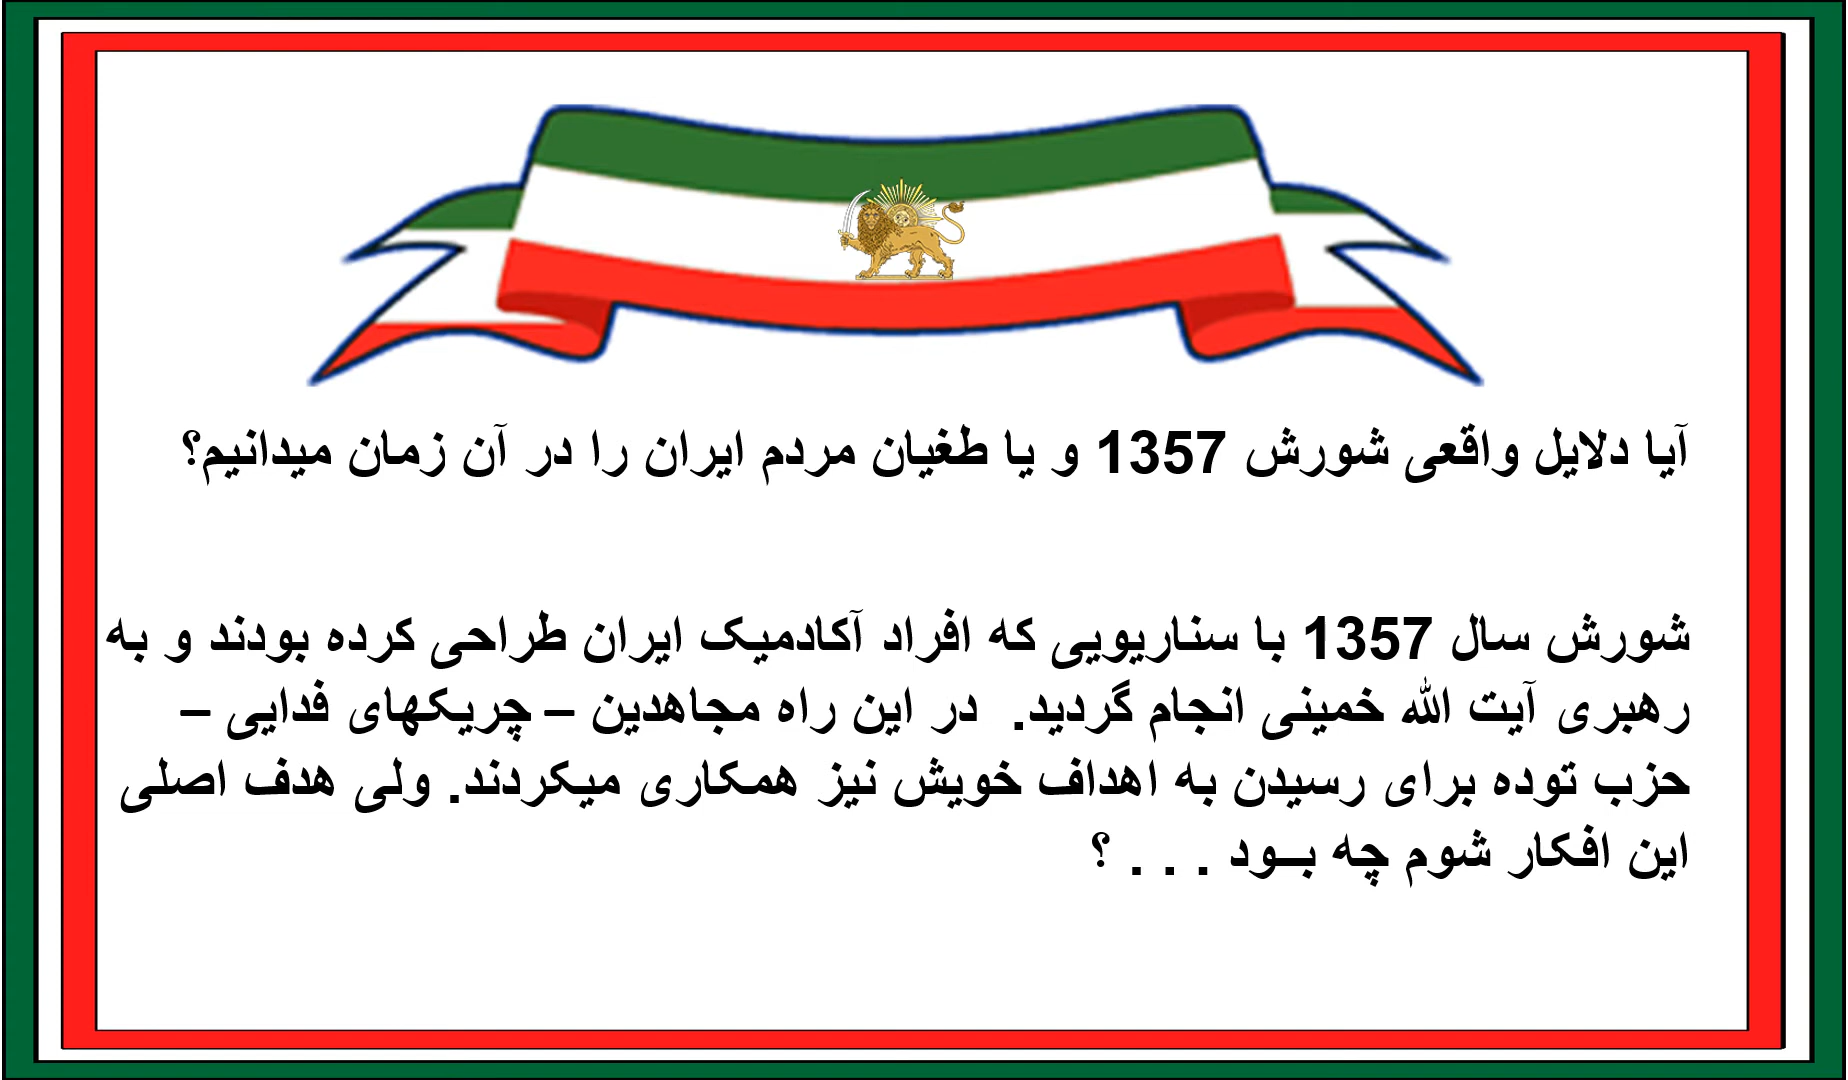 آیا دلایل واقعی شورش 1357 و یا طغیان مردم ایران را در آن زمان میدانیم؟
شورش سال 1357 با سناریویی که افراد آکادمیک ایران طراحی کرده بودند و به
رهبری آیت الله خمینی انجام گردید.  در این راه مجاهدین – چریکهای فدایی –
حزب توده برای رسیدن به اهداف خویش نیز همکاری میکردند. ولی هدف اصلی
این افکار شوم چه بــود . . . ؟